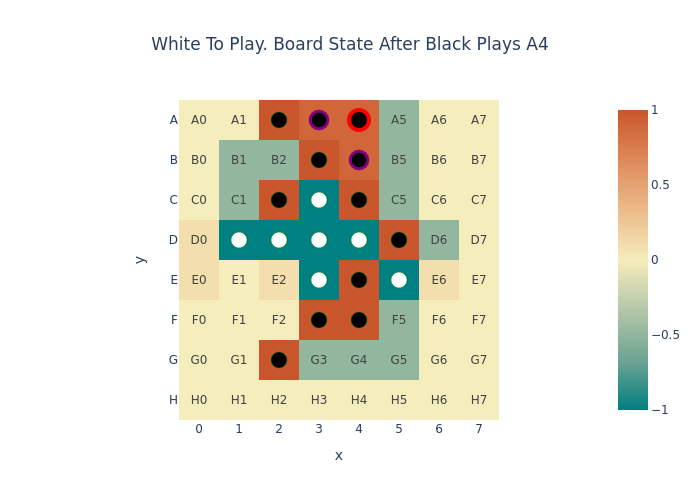 White To Play. Board State After Black Plays A4
A A0 A1 A5 A6 A7 1
B B0 B1 B2 B5 B6 B7 0.5
C C0 C1 C5 C6 C7
D D0 D6 D7 0
y
E E0 E1 E2 E6 E7
F F0 F1 F2 F5 F6 F7 −0.5
G G0 G1 G3 G4 G5 G6 G7
H H0 H1 H2 H3 H4 H5 H6 H7 −1
0 1 2 3 4 5 6 7
x